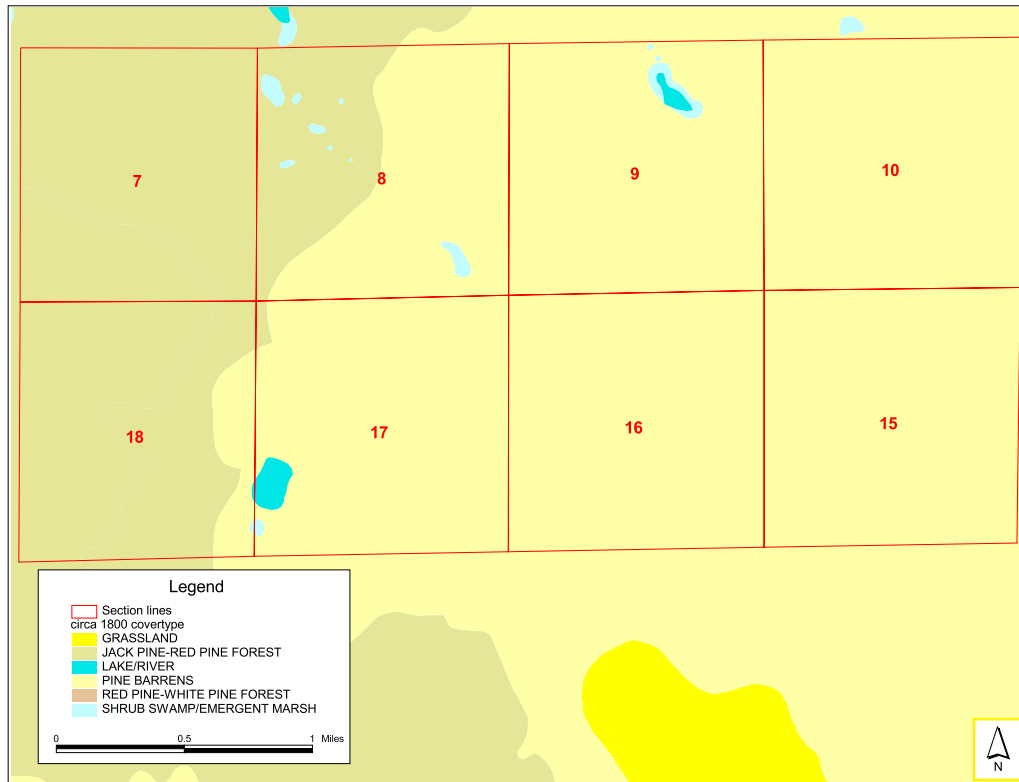 7
8
9
10
18
17
16
15
Legend
Section lines
circa 1800 covertype
GRASSLAND
JACK PINE-RED PINE FOREST
LAKE/RIVER
PINE BARRENS
RED PINE-WHITE PINE FOREST
SHRUB SWAMP/EMERGENT MARSH
0 0.5 1 Miles
N